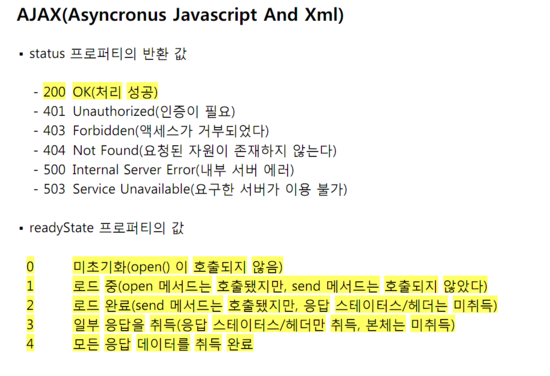 AJAX(Asyncronus Javascript And Xml)
▪ status 프로퍼티의 반환 값
- 200 OK(처리 성공)
- 401 Unauthorized(인증이 필요)
- 403 Forbidden(액세스가 거부되었다)
- 404 Not Found(요청된 자원이 존재하지 않는다)
- 500 Internal Server Error(내부 서버 에러)
- 503 Service Unavailable(요구한 서버가 이용 불가)
▪ readyState 프로퍼티의 값
0 미초기화(open() 이 호출되지 않음)
1 로드 중(open 메서드는 호출됐지만, send 메서드는 호출되지 않았다)
2 로드 완료(send 메서드는 호출됐지만, 응답 스테이터스/헤더는 미취득)
3 일부 응답을 취득(응답 스테이터스/헤더만 취득, 본체는 미취득)
4 모든 응답 데이터를 취득 완료